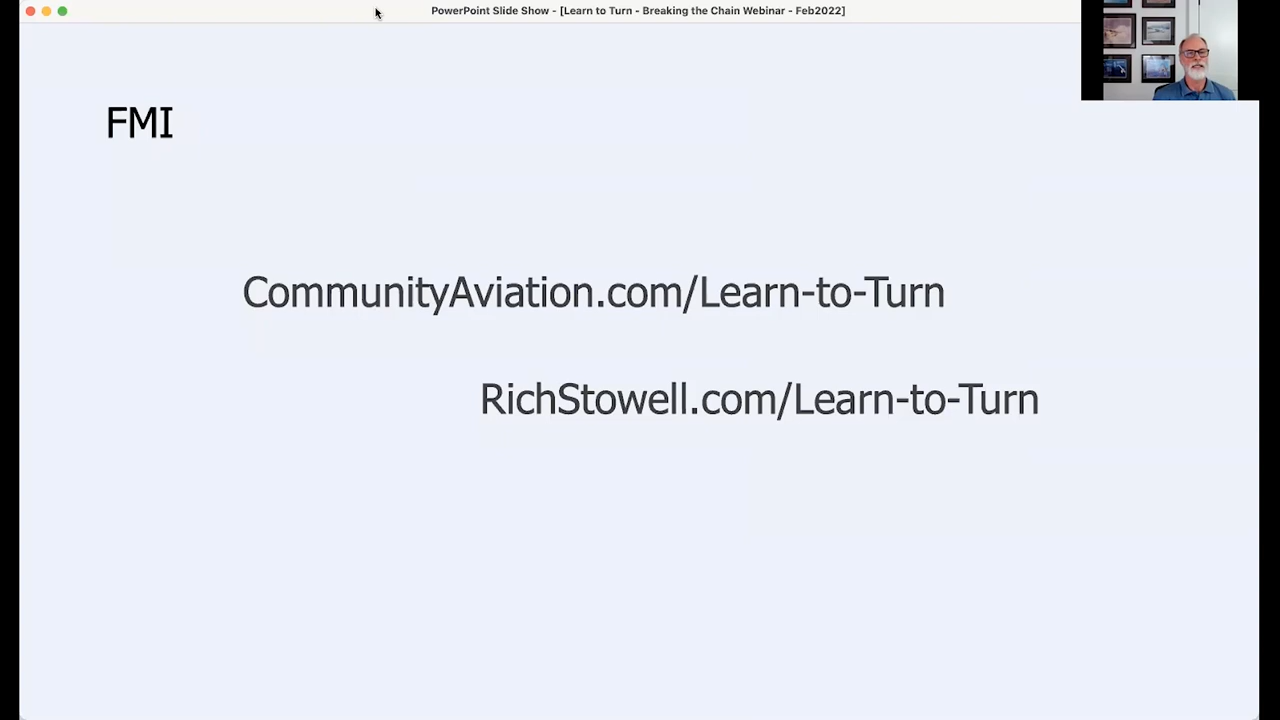 PowerPoint Slide Show - [Learn to Turn - Breaking the Chain Webinar - Feb2022]
FMI
CommunityAviation.com/Learn-to-Turn
RichStowell.com/Learn-to-Turn